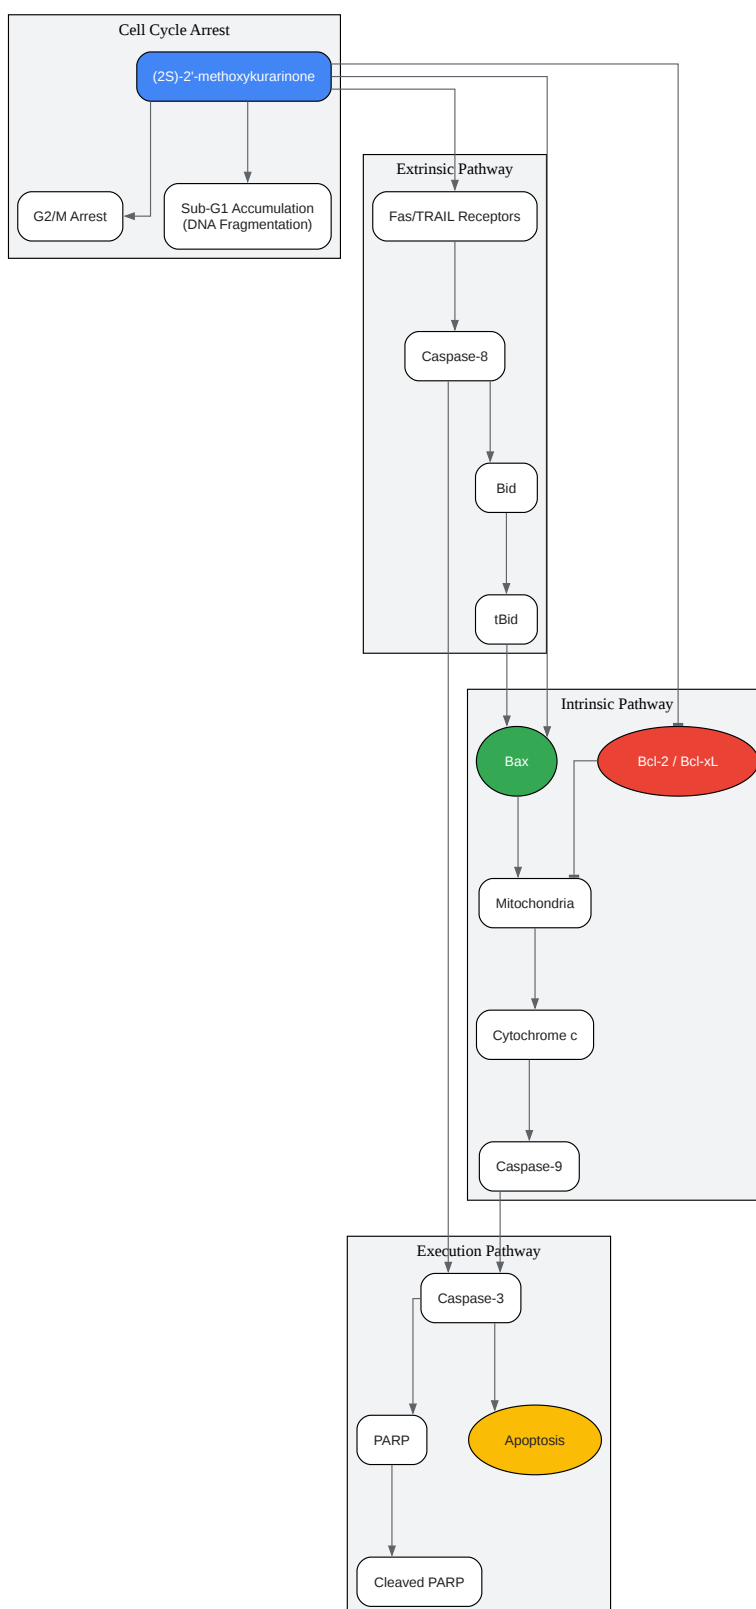 Cell Cycle Arrest
(2S)-2'-methoxykurarinone
G2/M Arrest
Sub-G1 Accumulation
(DNA Fragmentation)
Extrinsic Pathway
Fas/TRAIL Receptors
Caspase-8
Bid
tBid
Intrinsic Pathway
Bax
Bcl-2 / Bcl-xL
Mitochondria
Cytochrome c
Caspase-9
Execution Pathway
Caspase-3
PARP
Apoptosis
Cleaved PARP